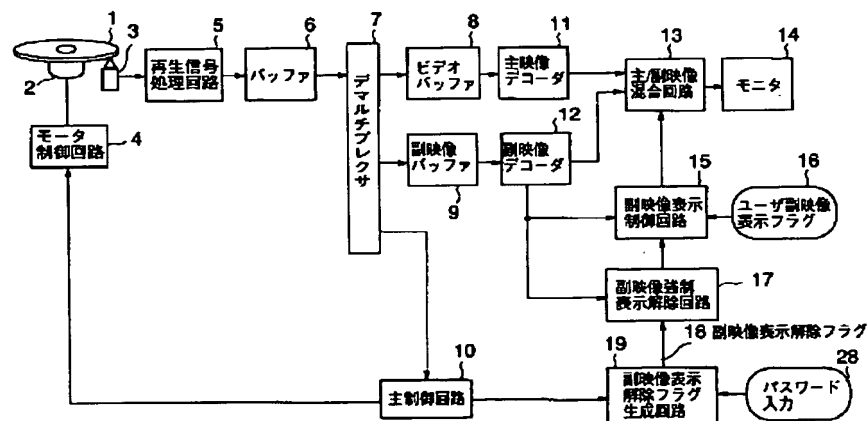 1
3
2
5
再生信号
処理回路
6
バッファ
7
デマルチプレクサ
8
ビデオ
バッファ
11
主映像
デコーダ
13
主/副映像
混合回路
14
モニタ
モータ
制御回路
4
副映像
バッファ
9
12
副映像
デコーダ
15
副映像表示
制御回路
16
ユーザ副映像
表示フラグ
副映像強制
表示解除回路
17
18 副映像表示解除フラグ
10
主制御回路
19
副映像表示
解除フラグ
生成回路
28
パスワード
入力